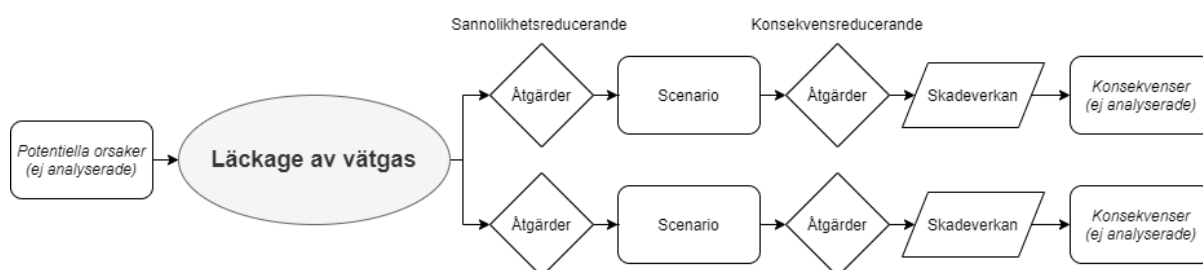 Sannolikhetsreducerande
Konsekvensreducerande
Åtgärder
Scenario
Åtgärder
Skadeverkan
Konsekvenser
(ej analyserade)
Potentiella orsaker
(ej analyserade)
Läckage av vätgas
Åtgärder
Scenario
Åtgärder
Skadeverkan
Konsekvenser
(ej analyserade)